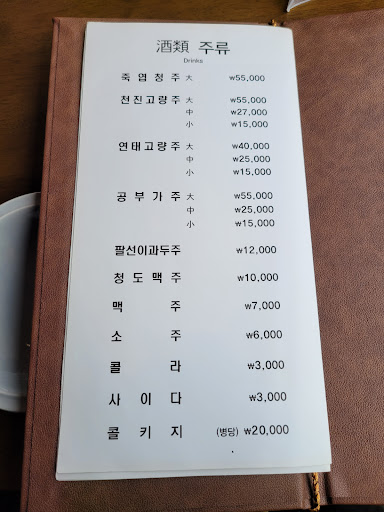 酒類 주류
Drinks
죽엽청주 大 ₩55,000
천진고량주 大 ₩55,000
中 ₩27,000
小 ₩15,000
연태고량주 大 ₩40,000
中 ₩25,000
小 ₩15,000
공부가주 大 ₩55,000
中 ₩25,000
小 ₩15,000
팔선이과두주 ₩12,000
청도맥주 ₩10,000
맥주 ₩7,000
소주 ₩6,000
콜라 ₩3,000
사이다 ₩3,000
콜키지 (병당) ₩20,000